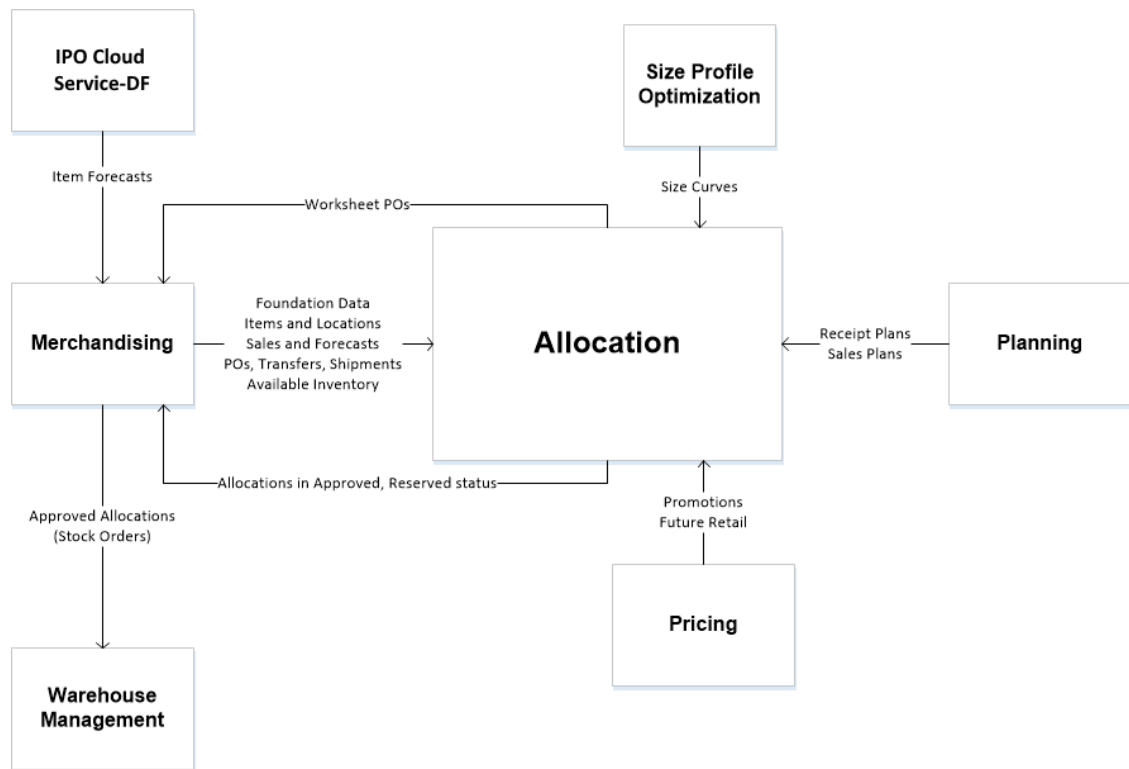 IPO Cloud
Service-DF
Size Profile
Optimization
Item Forecasts
Size Curves
Worksheet POs
Merchandising
Foundation Data
Items and Locations
Sales and Forecasts
POs, Transfers, Shipments
Available Inventory
Allocation
Receipt Plans
Sales Plans
Planning
Allocations in Approved, Reserved status
Approved Allocations
(Stock Orders)
Promotions
Future Retail
Pricing
Warehouse
Management